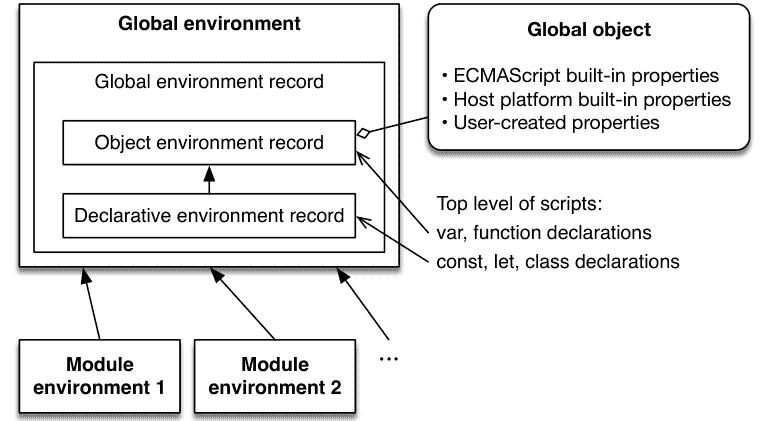 Global environment
Global environment record
Object environment record
Declarative environment record
Global object
• ECMAScript built-in properties
• Host platform built-in properties
• User-created properties
Top level of scripts:
var, function declarations
const, let, class declarations
Module
environment 1
Module
environment 2
...